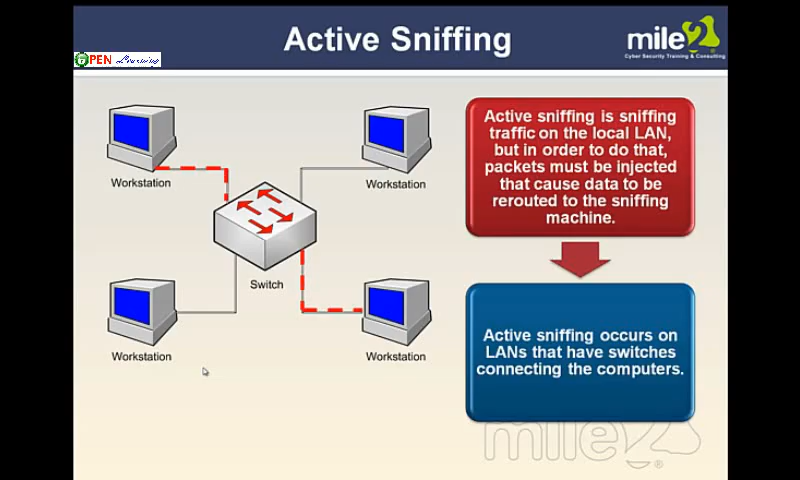 Active Sniffing
mile2
Cyber Security Training & Consulting
OPEN Learning
Workstation
Workstation
Switch
Workstation
Workstation
Active sniffing is sniffing
traffic on the local LAN,
but in order to do that,
packets must be injected
that cause data to be
rerouted to the sniffing
machine.
Active sniffing occurs on
LANs that have switches
connecting the computers.
mile2